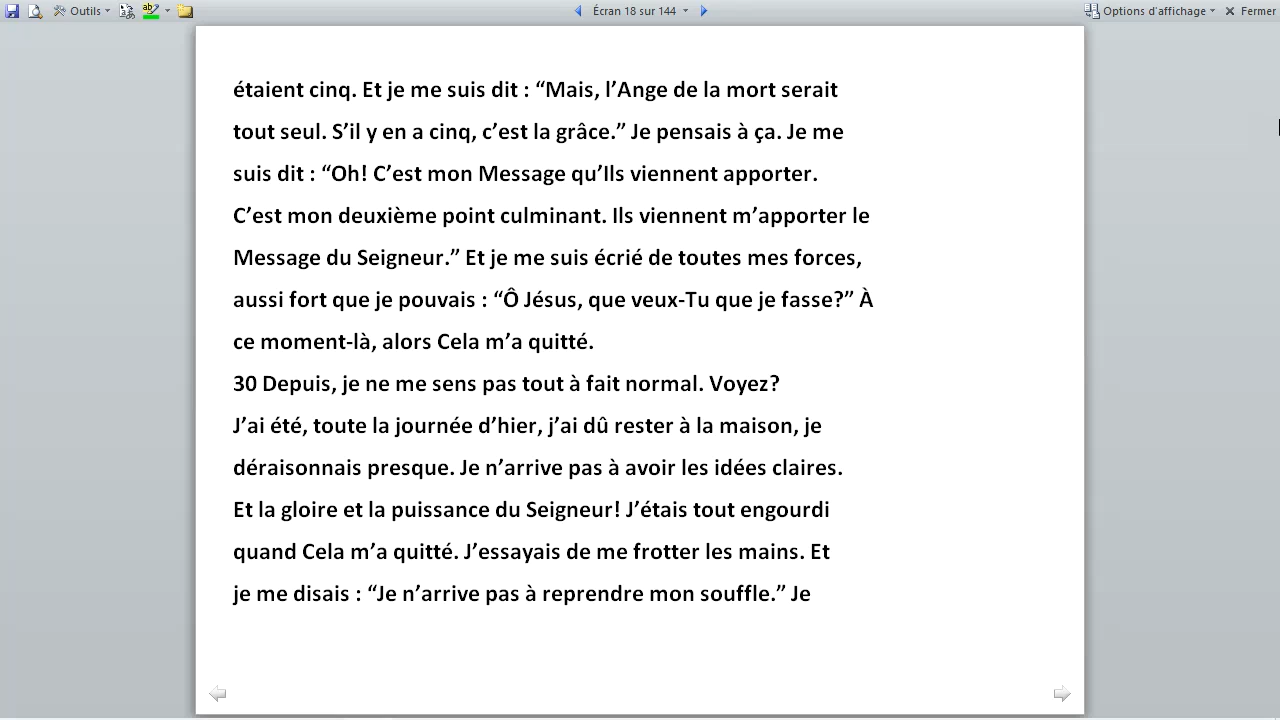 Outils
Écran 18 sur 144
Options d'affichage
Fermer
étaient cinq. Et je me suis dit : “Mais, l’Ange de la mort serait
tout seul. S’il y en a cinq, c’est la grâce.” Je pensais à ça. Je me
suis dit : “Oh! C’est mon Message qu’Ils viennent apporter.
C’est mon deuxième point culminant. Ils viennent m’apporter le
Message du Seigneur.” Et je me suis écrié de toutes mes forces,
aussi fort que je pouvais : “Ô Jésus, que veux-Tu que je fasse?” À
ce moment-là, alors Cela m’a quitté.
30 Depuis, je ne me sens pas tout à fait normal. Voyez?
J’ai été, toute la journée d’hier, j’ai dû rester à la maison, je
déraisonnais presque. Je n’arrive pas à avoir les idées claires.
Et la gloire et la puissance du Seigneur! J’étais tout engourdi
quand Cela m’a quitté. J’essayais de me frotter les mains. Et
je me disais : “Je n’arrive pas à reprendre mon souffle.” Je